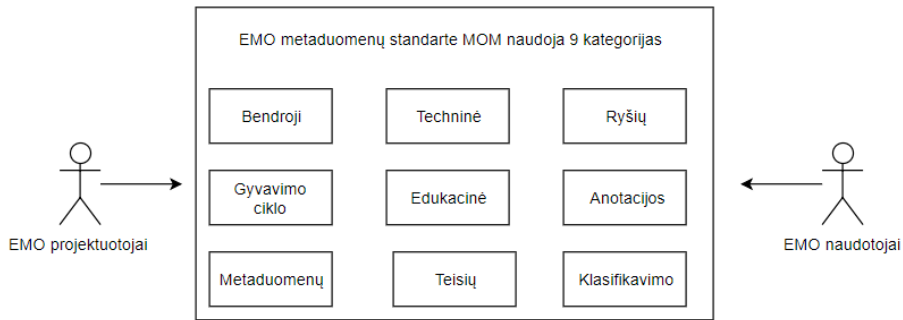 EMO metaduomenų standarte MOM naudoja 9 kategorijas
Bendroji
Techninė
Ryšių
Gyvavimo
ciklo
Edukacinė
Anotacijos
Metaduomenų
Teisių
Klasifikavimo
EMO projektuotojai
EMO naudotojai